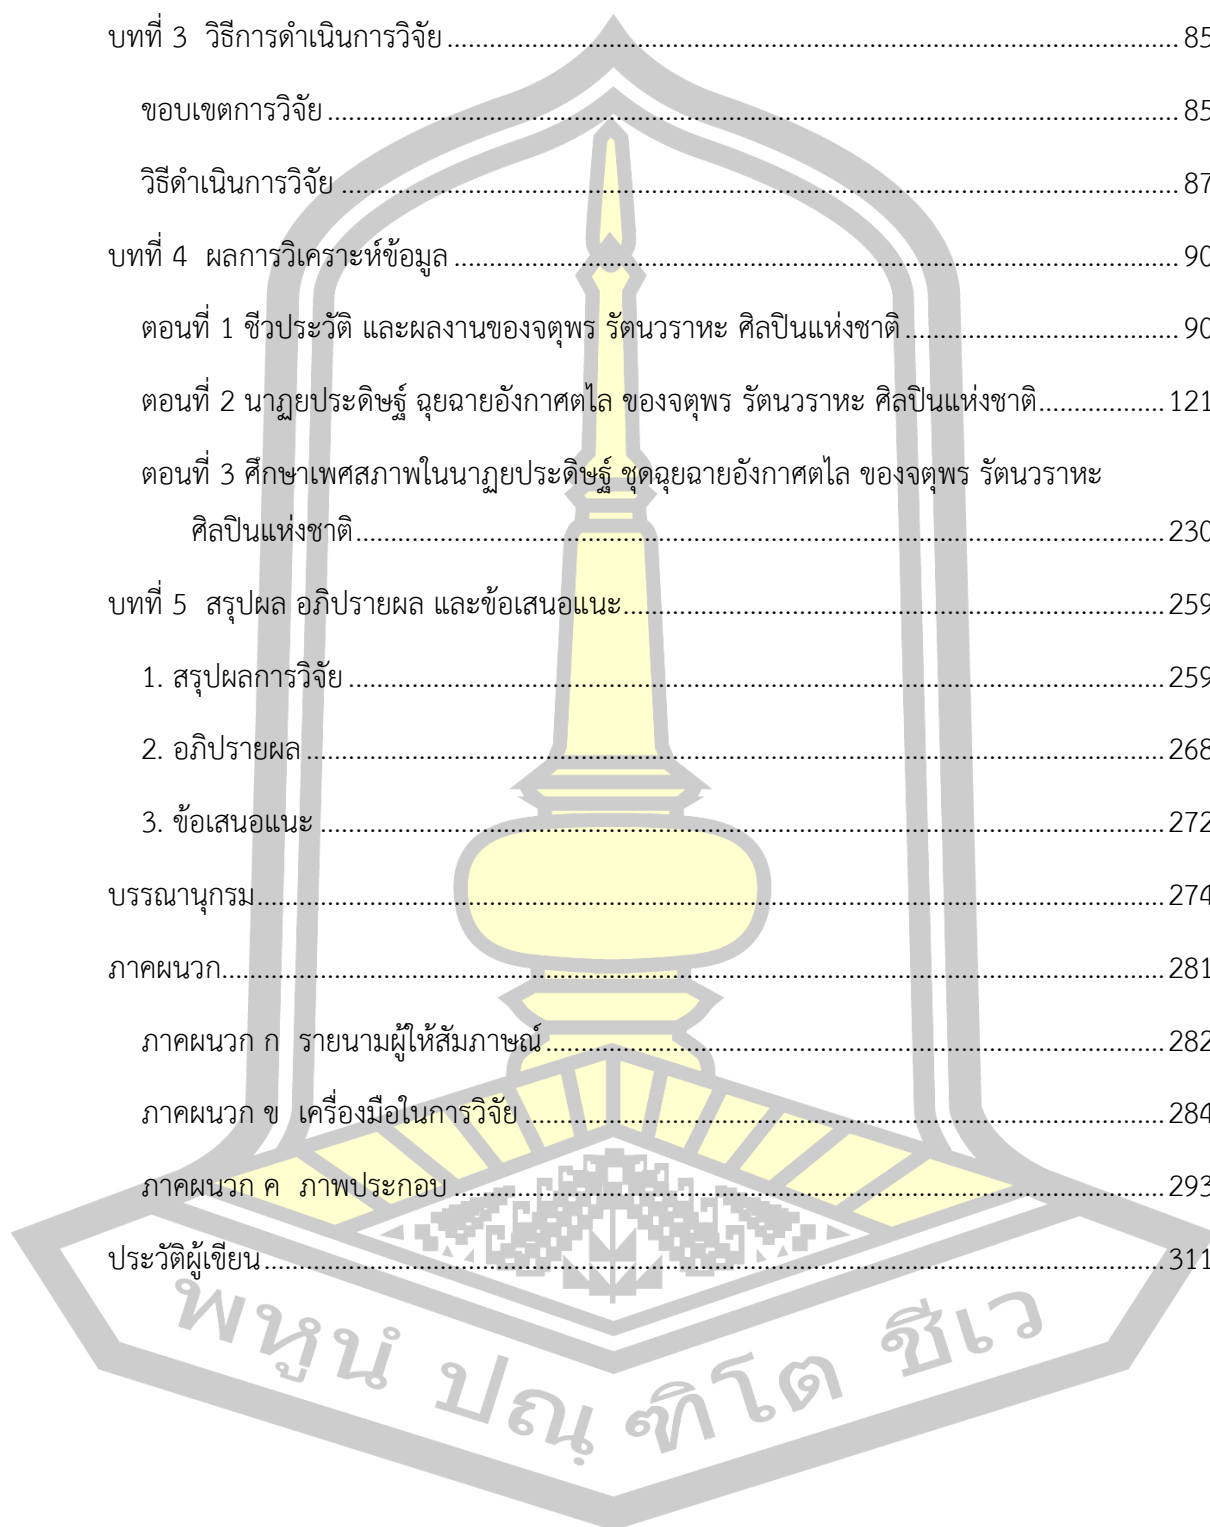 บทที่ 3 วิธีการดำเนินการวิจัย .......... 85
ขอบเขตการวิจัย .......... 85
วิธีดำเนินการวิจัย .......... 87
บทที่ 4 ผลการวิเคราะห์ข้อมูล .......... 90
ตอนที่ 1 ชีวประวัติ และผลงานของจตุพร รัตนวราหะ ศิลปินแห่งชาติ .......... 90
ตอนที่ 2 นาฏยประดิษฐ์ ฉุยฉายอังกาศตไล ของจตุพร รัตนวราหะ ศิลปินแห่งชาติ .......... 121
ตอนที่ 3 ศึกษาเพศสภาพในนาฏยประดิษฐ์ ชุดฉุยฉายอังกาศตไล ของจตุพร รัตนวราหะ
ศิลปินแห่งชาติ .......... 230
บทที่ 5 สรุปผล อภิปรายผล และข้อเสนอแนะ .......... 259
1. สรุปผลการวิจัย .......... 259
2. อภิปรายผล .......... 268
3. ข้อเสนอแนะ .......... 272
บรรณานุกรม .......... 274
ภาคผนวก .......... 281
ภาคผนวก ก รายนามผู้ให้สัมภาษณ์ .......... 282
ภาคผนวก ข เครื่องมือในการวิจัย .......... 284
ภาคผนวก ค ภาพประกอบ .......... 293
ประวัติผู้เขียน .......... 311
พหูนํ ปณฺฑิโต ชีเว